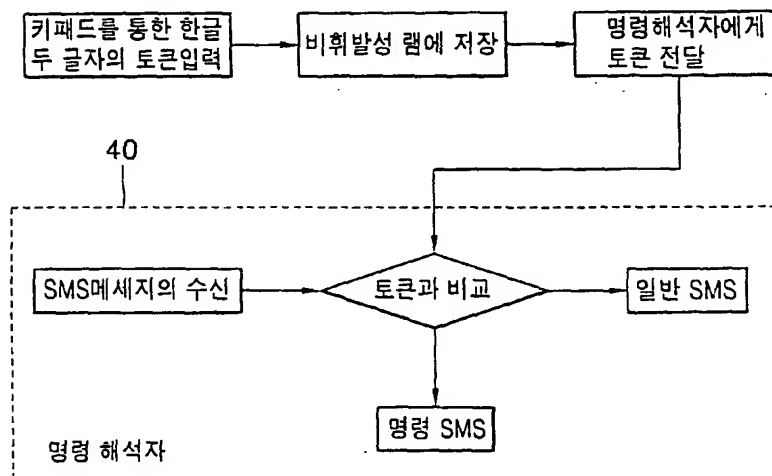 키패드를 통한 한글
두 글자의 토큰입력
비휘발성 램에 저장
명령해석자에게
토큰 전달
40
SMS메세지의 수신
토큰과 비교
일반 SMS
명령 SMS
명령 해석자